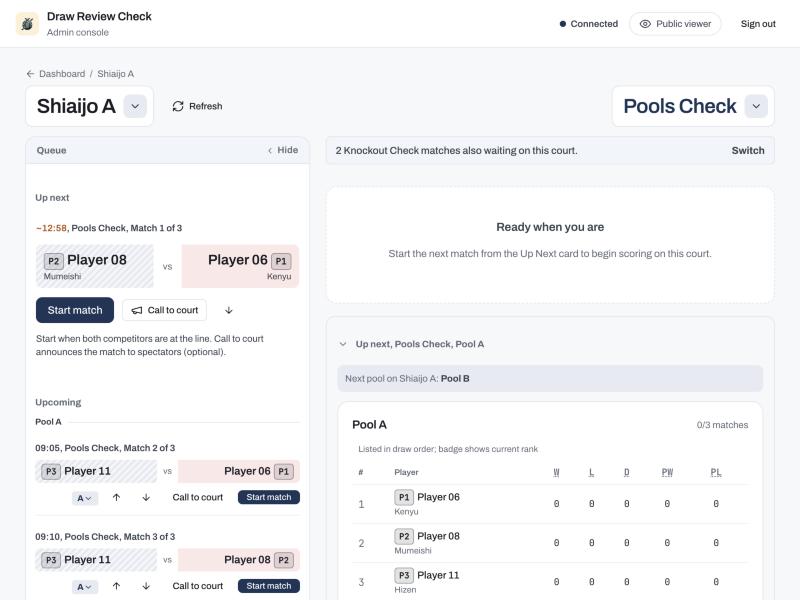 Draw Review Check
Admin console
Connected
Public viewer
Sign out
Dashboard / Shiaijo A
Shiaijo A
Refresh
Pools Check
Queue
Hide
Up next
~12:58, Pools Check, Match 1 of 3
P2 Player 08
Mumeishi
vs
Player 06 P1
Kenyu
Start match
Call to court
Start when both competitors are at the line. Call to court
announces the match to spectators (optional).
Upcoming
Pool A
09:05, Pools Check, Match 2 of 3
P3 Player 11 vs Player 06 P1
A Call to court Start match
09:10, Pools Check, Match 3 of 3
P3 Player 11 vs Player 08 P2
A Call to court Start match
2 Knockout Check matches also waiting on this court.
Switch
Ready when you are
Start the next match from the Up Next card to begin scoring on this court.
Up next, Pools Check, Pool A
Next pool on Shiaijo A: Pool B
Pool A
0/3 matches
Listed in draw order; badge shows current rank
# Player W L D PW PL
1 P1 Player 06 0 0 0 0 0
Kenyu
2 P2 Player 08 0 0 0 0 0
Mumeishi
3 P3 Player 11 0 0 0 0 0
Hizen